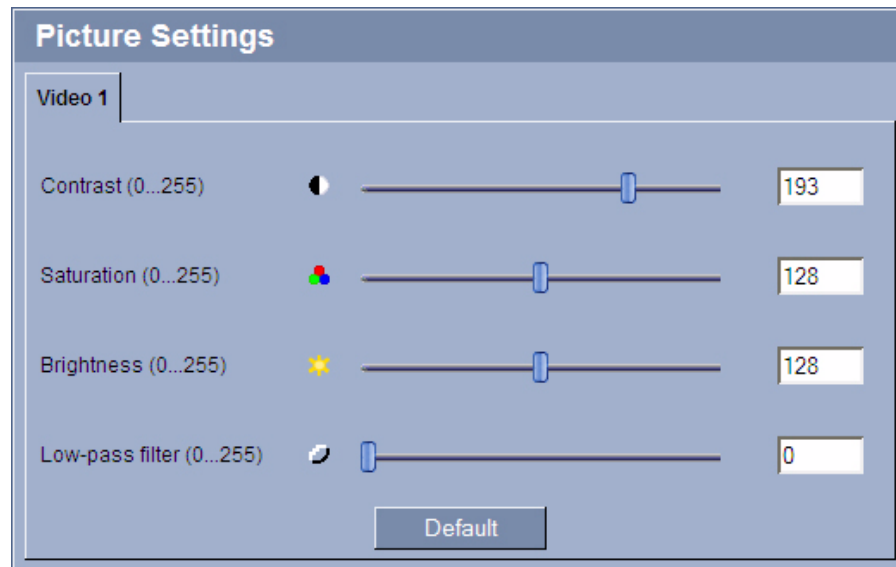 Picture Settings
Video 1
Contrast (0...255) 193
Saturation (0...255) 128
Brightness (0...255) 128
Low-pass filter (0...255) 0
Default